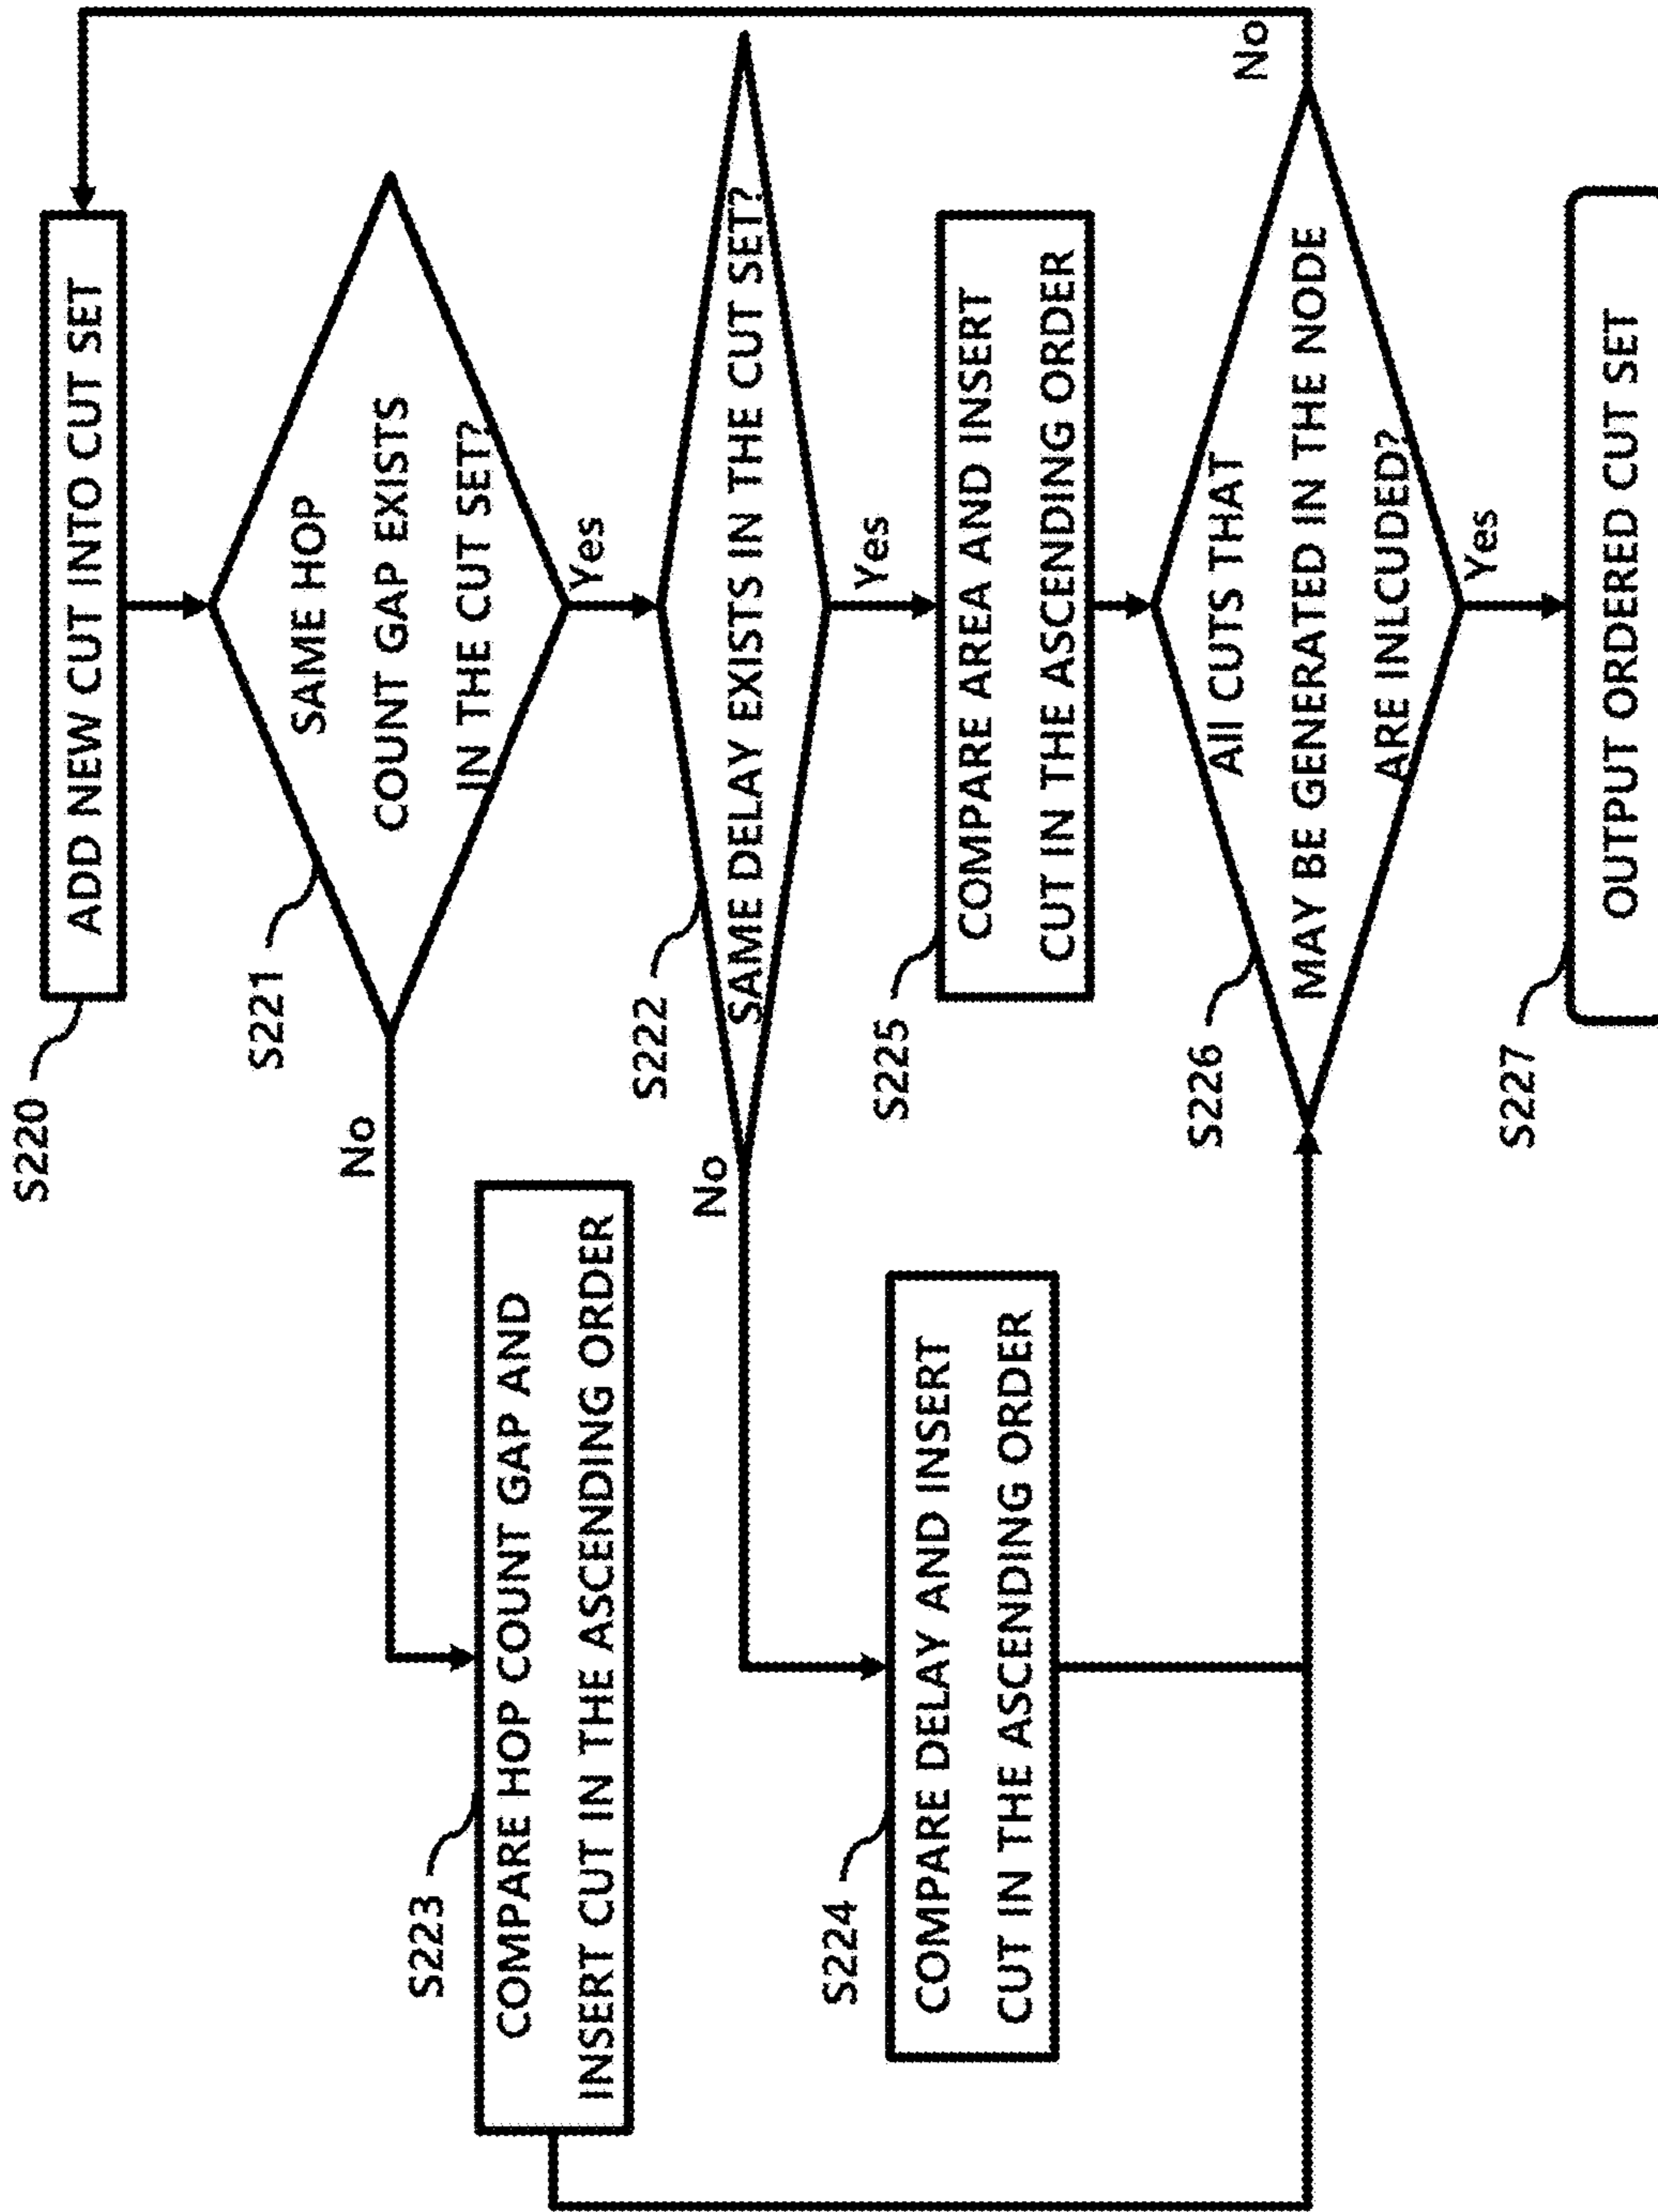 S220
ADD NEW CUT INTO CUT SET
S221
SAME HOP
COUNT GAP EXISTS
IN THE CUT SET?
No
Yes
S223
COMPARE HOP COUNT GAP AND
INSERT CUT IN THE ASCENDING ORDER
S222
SAME DELAY EXISTS IN THE CUT SET?
No
Yes
S224
COMPARE DELAY AND INSERT
CUT IN THE ASCENDING ORDER
S225
COMPARE AREA AND INSERT
CUT IN THE ASCENDING ORDER
S226
All CUTS THAT
MAY BE GENERATED IN THE NODE
ARE INLCUDED?
No
Yes
S227
OUTPUT ORDERED CUT SET